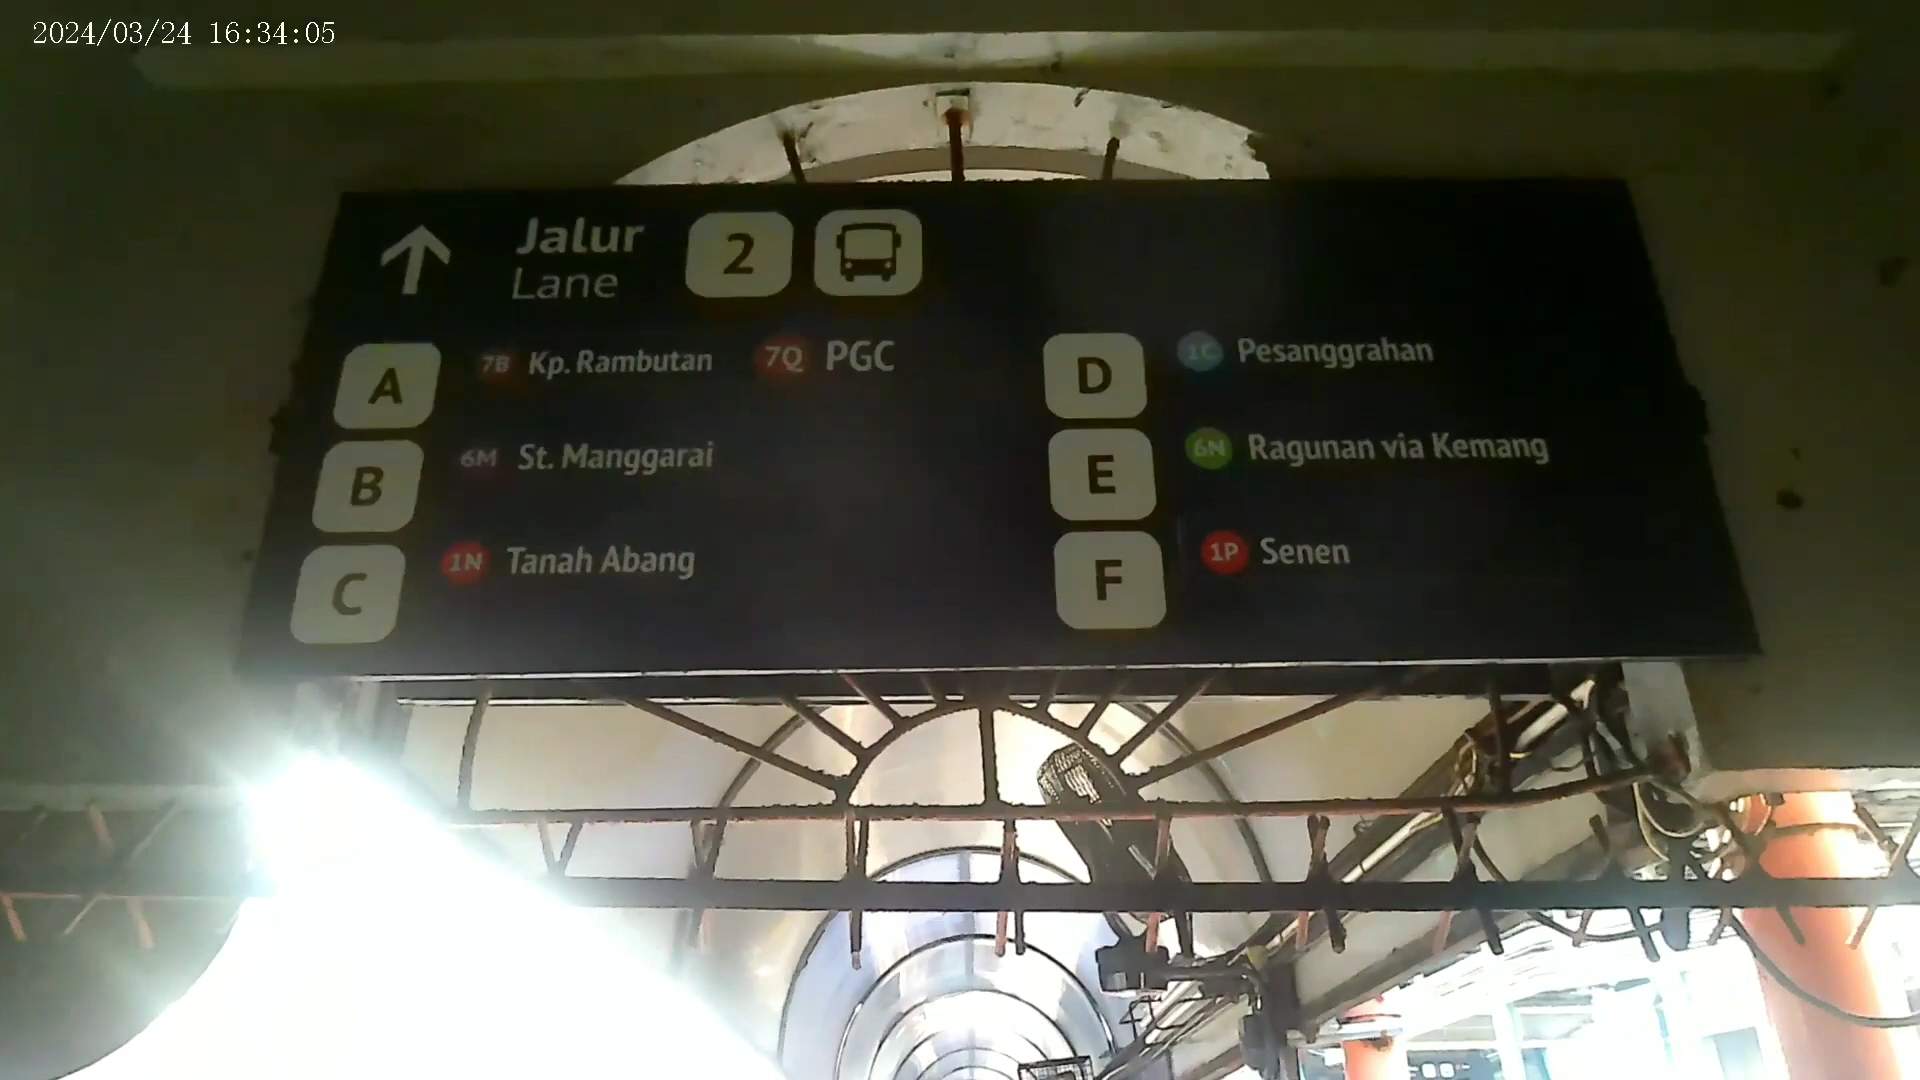 2024/03/24 16:34:05
Jalur 2
Lane
A 7B Kp. Rambutan 7Q PGC
B 6M St. Manggarai
C 1N Tanah Abang
D 1C Pesanggrahan
E 6N Ragunan via Kemang
F 1P Senen